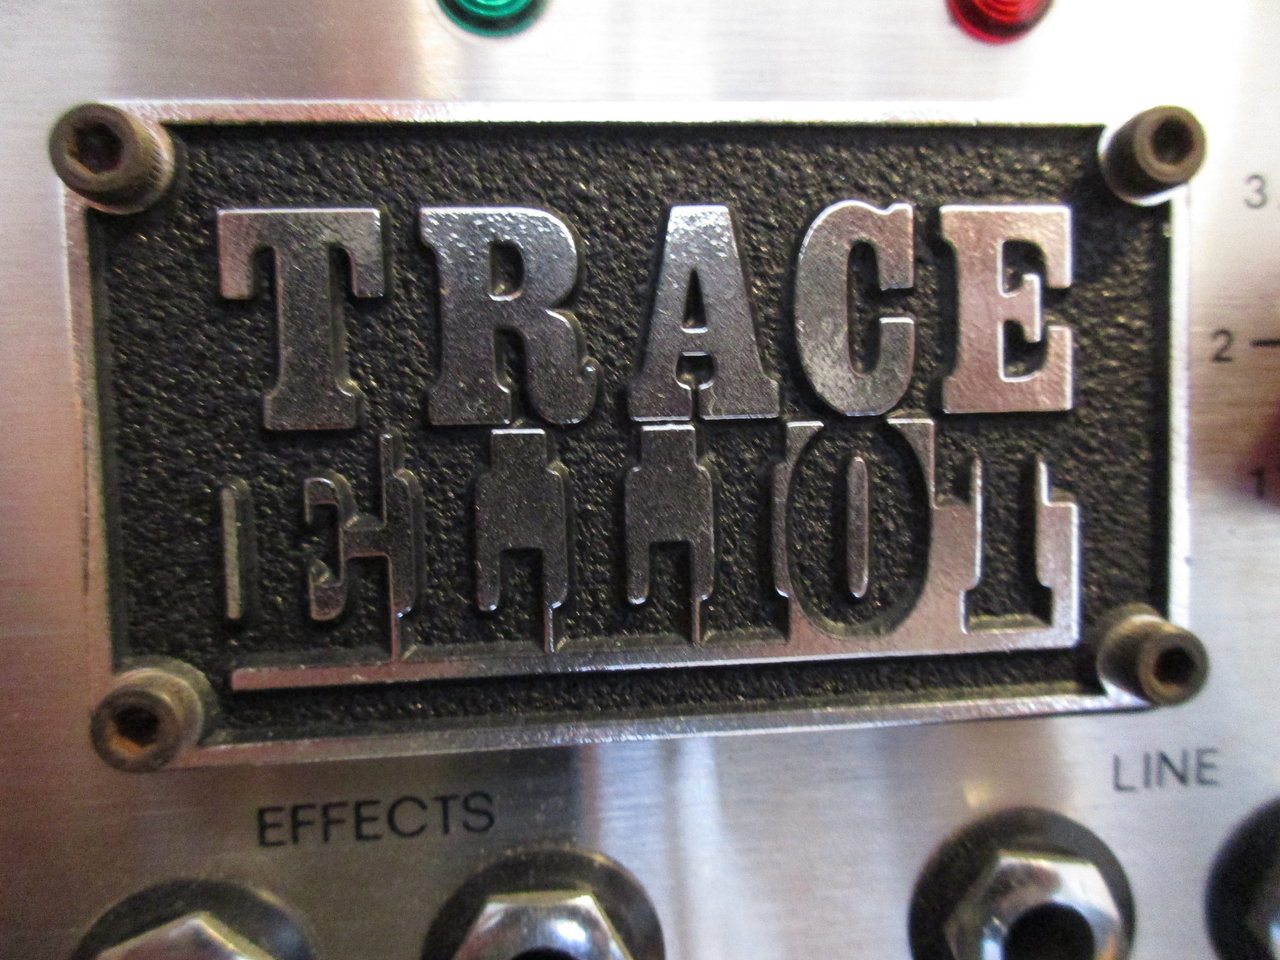 TRACE
ELLIOT
3
2
1
EFFECTS
LINE